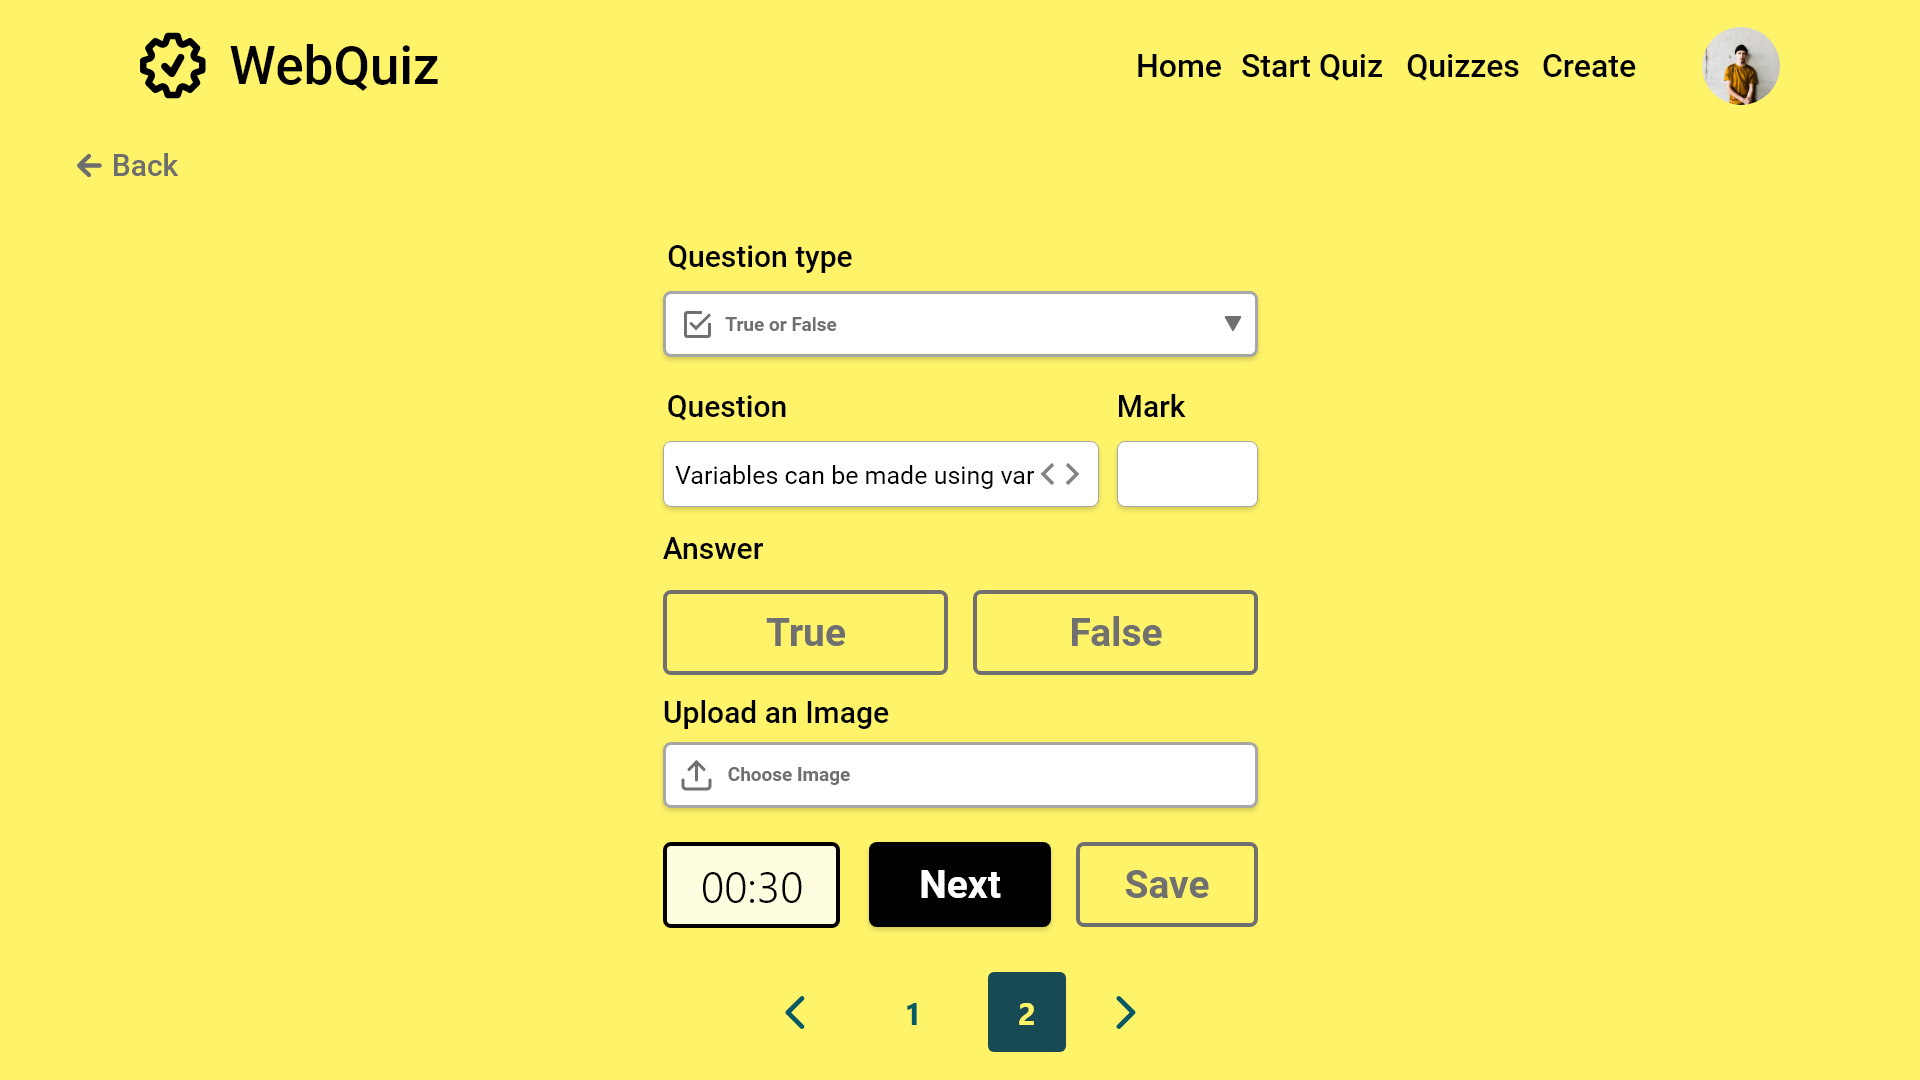 WebQuiz
Home Start Quiz Quizzes Create
Back
Question type
True or False
Question Mark
Variables can be made using var
Answer
True False
Upload an Image
Choose Image
00:30 Next Save
1 2